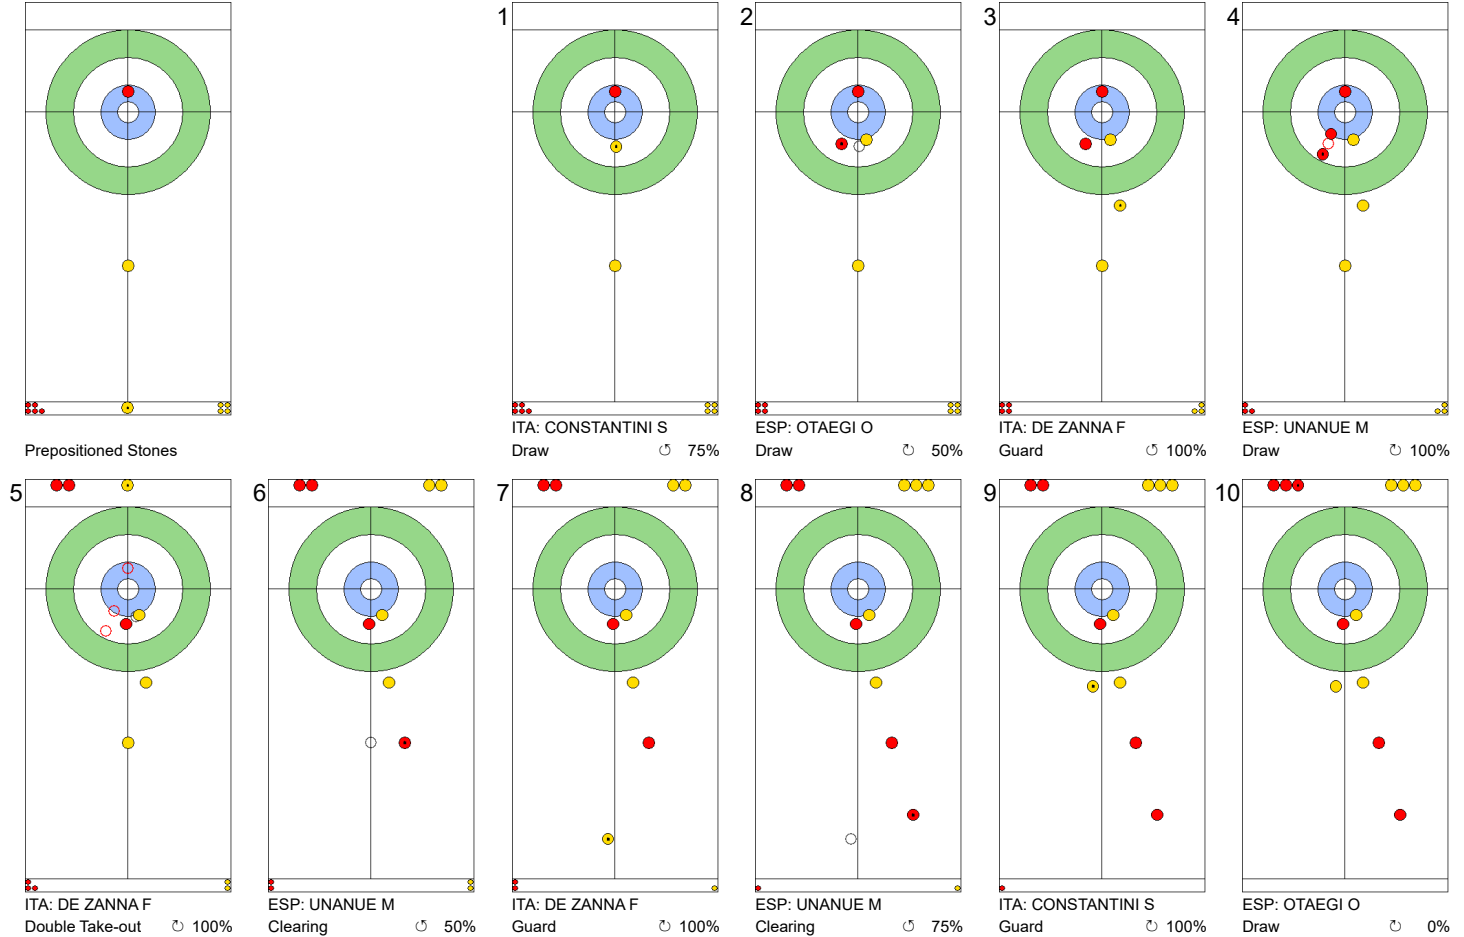 1
2
3
4
Prepositioned Stones
ITA: CONSTANTINI S
Draw 75%
ESP: OTAEGI O
Draw 50%
ITA: DE ZANNA F
Guard 100%
ESP: UNANUE M
Draw 100%
5
6
7
8
9
10
ITA: DE ZANNA F
Double Take-out 100%
ESP: UNANUE M
Clearing 50%
ITA: DE ZANNA F
Guard 100%
ESP: UNANUE M
Clearing 75%
ITA: CONSTANTINI S
Guard 100%
ESP: OTAEGI O
Draw 0%